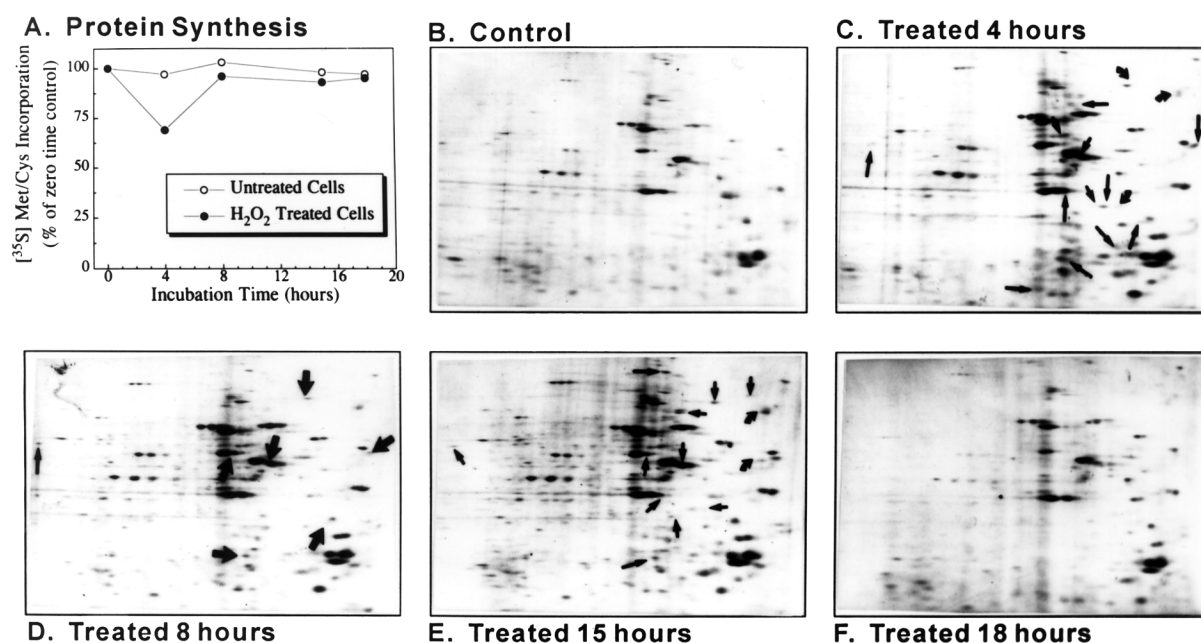 A. Protein Synthesis
B. Control
C. Treated 4 hours
[³⁵S] Met/Cys Incorporation
(% of zero time control)
100
75
50
25
0
Untreated Cells
H₂O₂ Treated Cells
0 4 8 12 16 20
Incubation Time (hours)
D. Treated 8 hours
E. Treated 15 hours
F. Treated 18 hours